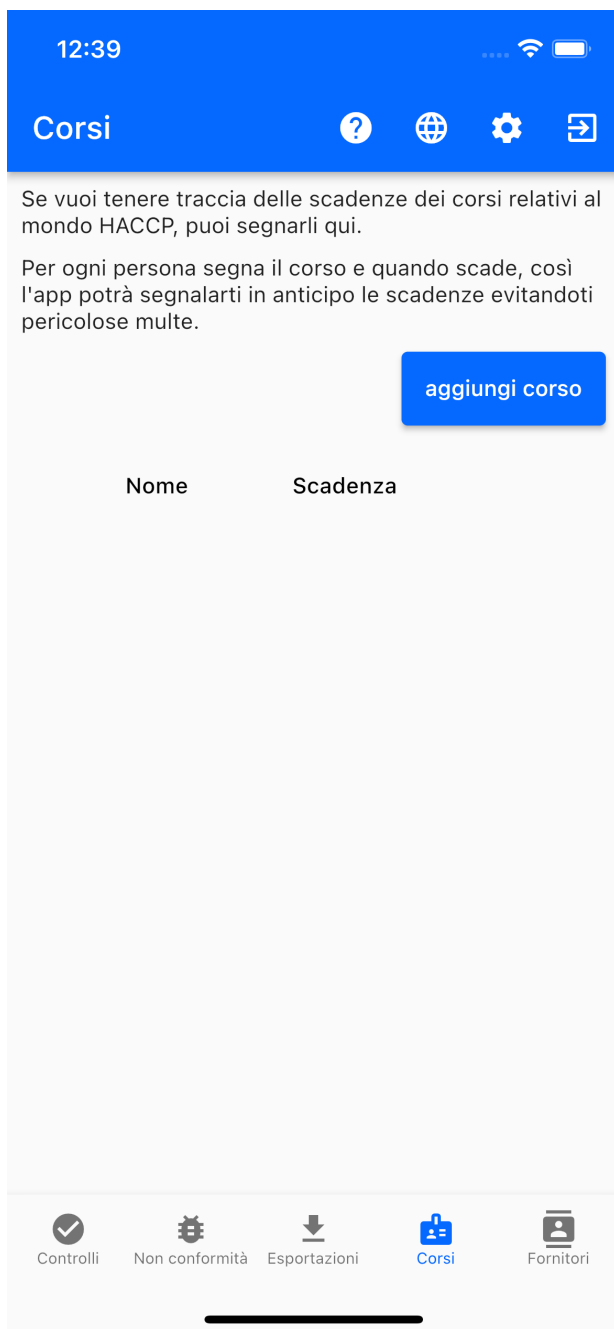 12:39
Corsi
Se vuoi tenere traccia delle scadenze dei corsi relativi al
mondo HACCP, puoi segnarli qui.
Per ogni persona segna il corso e quando scade, così
l'app potrà segnalarti in anticipo le scadenze evitandoti
pericolose multe.
aggiungi corso
Nome Scadenza
Controlli Non conformità Esportazioni Corsi Fornitori